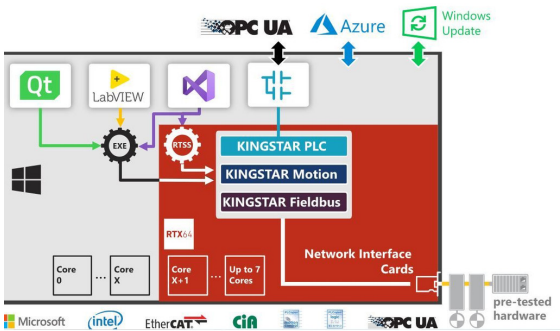 OPC UA
Azure
Windows
Update
Qt
LabVIEW
EXE
RTSS
KINGSTAR PLC
KINGSTAR Motion
KINGSTAR Fieldbus
RTX64
Core
0
...
Core
X
Core
X+1
...
Up to 7
Cores
Network Interface
Cards
pre-tested
hardware
Microsoft
intel
EtherCAT
CiA
OPC UA